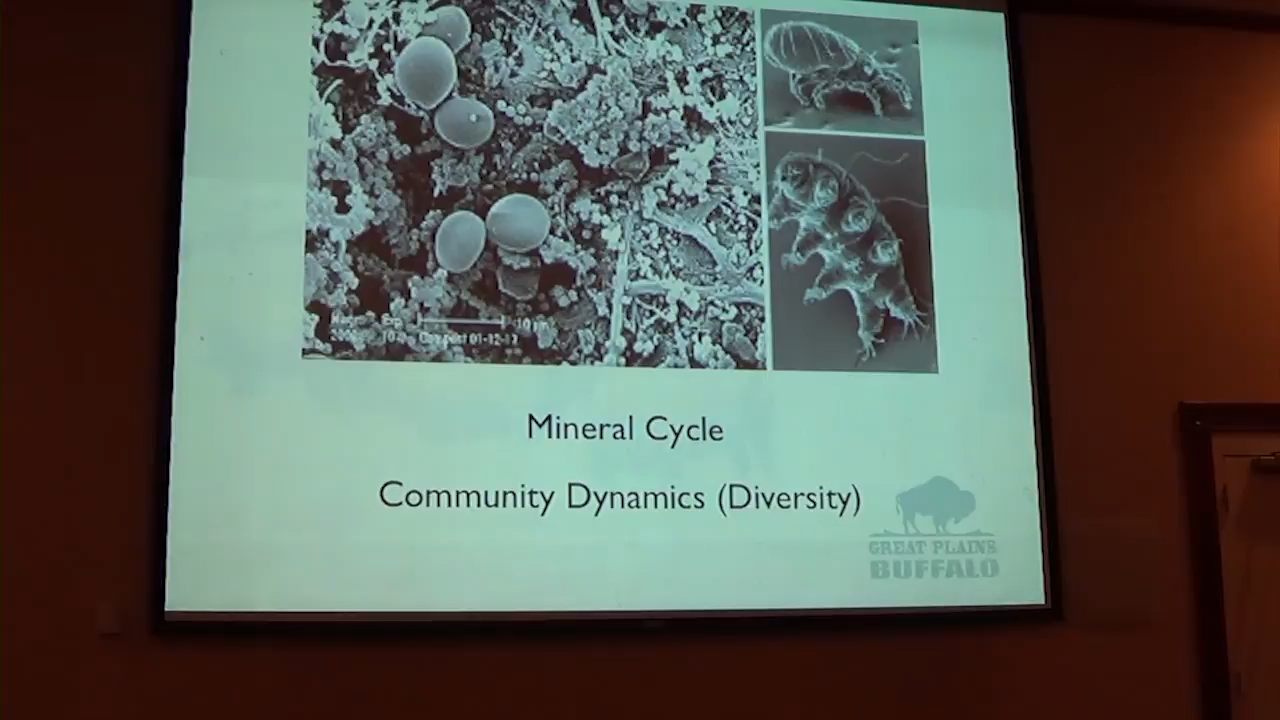 Mineral Cycle
Community Dynamics (Diversity)
GREAT PLAINS
BUFFALO